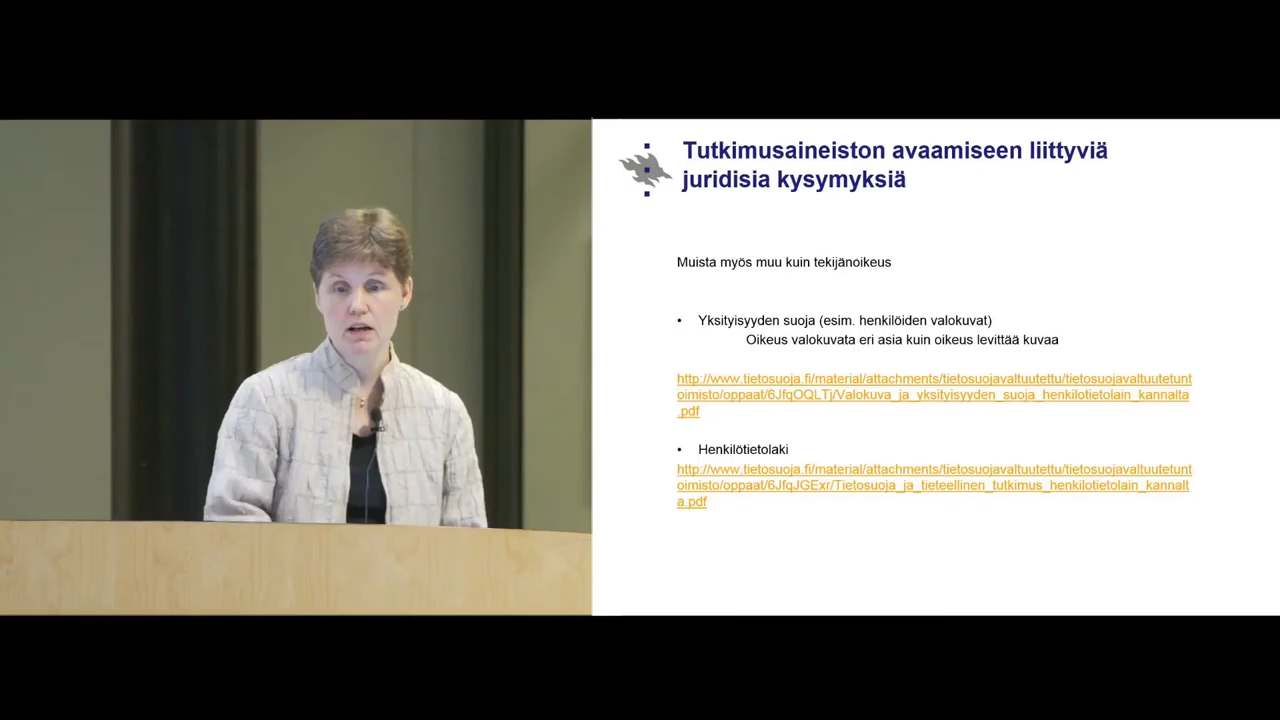 Tutkimusaineiston avaamiseen liittyviä
juridisia kysymyksiä
Muista myös muu kuin tekijänoikeus
• Yksityisyyden suoja (esim. henkilöiden valokuvat)
Oikeus valokuvata eri asia kuin oikeus levittää kuvaa
http://www.tietosuoja.fi/material/attachments/tietosuojavaltuutettu/tietosuojavaltuutetunt
oimisto/oppaat/6JfqOQLTj/Valokuva_ja_yksityisyyden_suoja_henkilotietolain_kannalta
.pdf
• Henkilötietolaki
http://www.tietosuoja.fi/material/attachments/tietosuojavaltuutettu/tietosuojavaltuutetunt
oimisto/oppaat/6JfqJGExr/Tietosuoja_ja_tieteellinen_tutkimus_henkilotietolain_kannalt
a.pdf